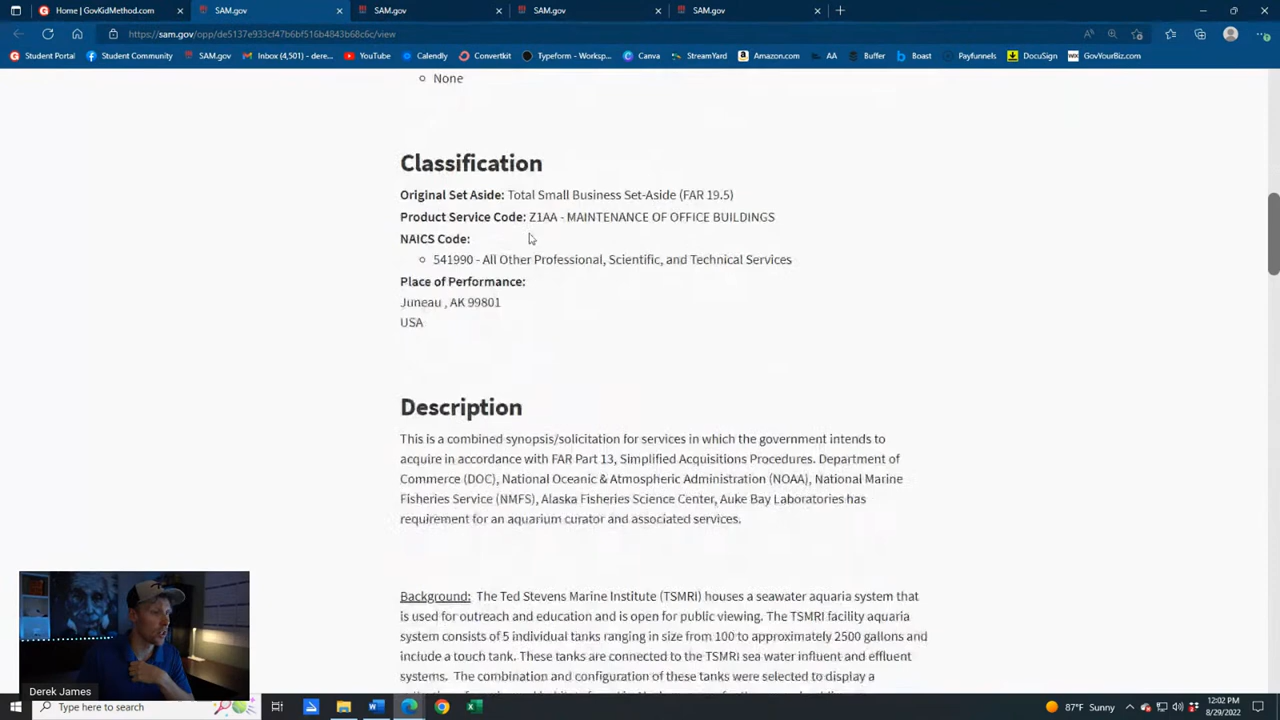 Home | GovKidMethod.com
SAM.gov
SAM.gov
SAM.gov
SAM.gov
https://sam.gov/opp/de5137e933cf47b6bf516b4843b68c6c/view
Student Portal
Student Community
SAM.gov
Inbox (4,501) - dere...
YouTube
Calendly
Convertkit
Typeform - Worksp...
Canva
StreamYard
Amazon.com
AA
Buffer
Boast
Payfunnels
DocuSign
GovYourBiz.com
None
Classification
Original Set Aside: Total Small Business Set-Aside (FAR 19.5)
Product Service Code: Z1AA - MAINTENANCE OF OFFICE BUILDINGS
NAICS Code:
541990 - All Other Professional, Scientific, and Technical Services
Place of Performance:
Juneau , AK 99801
USA
Description
This is a combined synopsis/solicitation for services in which the government intends to
acquire in accordance with FAR Part 13, Simplified Acquisitions Procedures. Department of
Commerce (DOC), National Oceanic & Atmospheric Administration (NOAA), National Marine
Fisheries Service (NMFS), Alaska Fisheries Science Center, Auke Bay Laboratories has
requirement for an aquarium curator and associated services.
Background: The Ted Stevens Marine Institute (TSMRI) houses a seawater aquaria system that
is used for outreach and education and is open for public viewing. The TSMRI facility aquaria
system consists of 5 individual tanks ranging in size from 100 to approximately 2500 gallons and
include a touch tank. These tanks are connected to the TSMRI sea water influent and effluent
systems. The combination and configuration of these tanks were selected to display a
Derek James
Type here to search
87°F Sunny
12:02 PM
8/29/2022